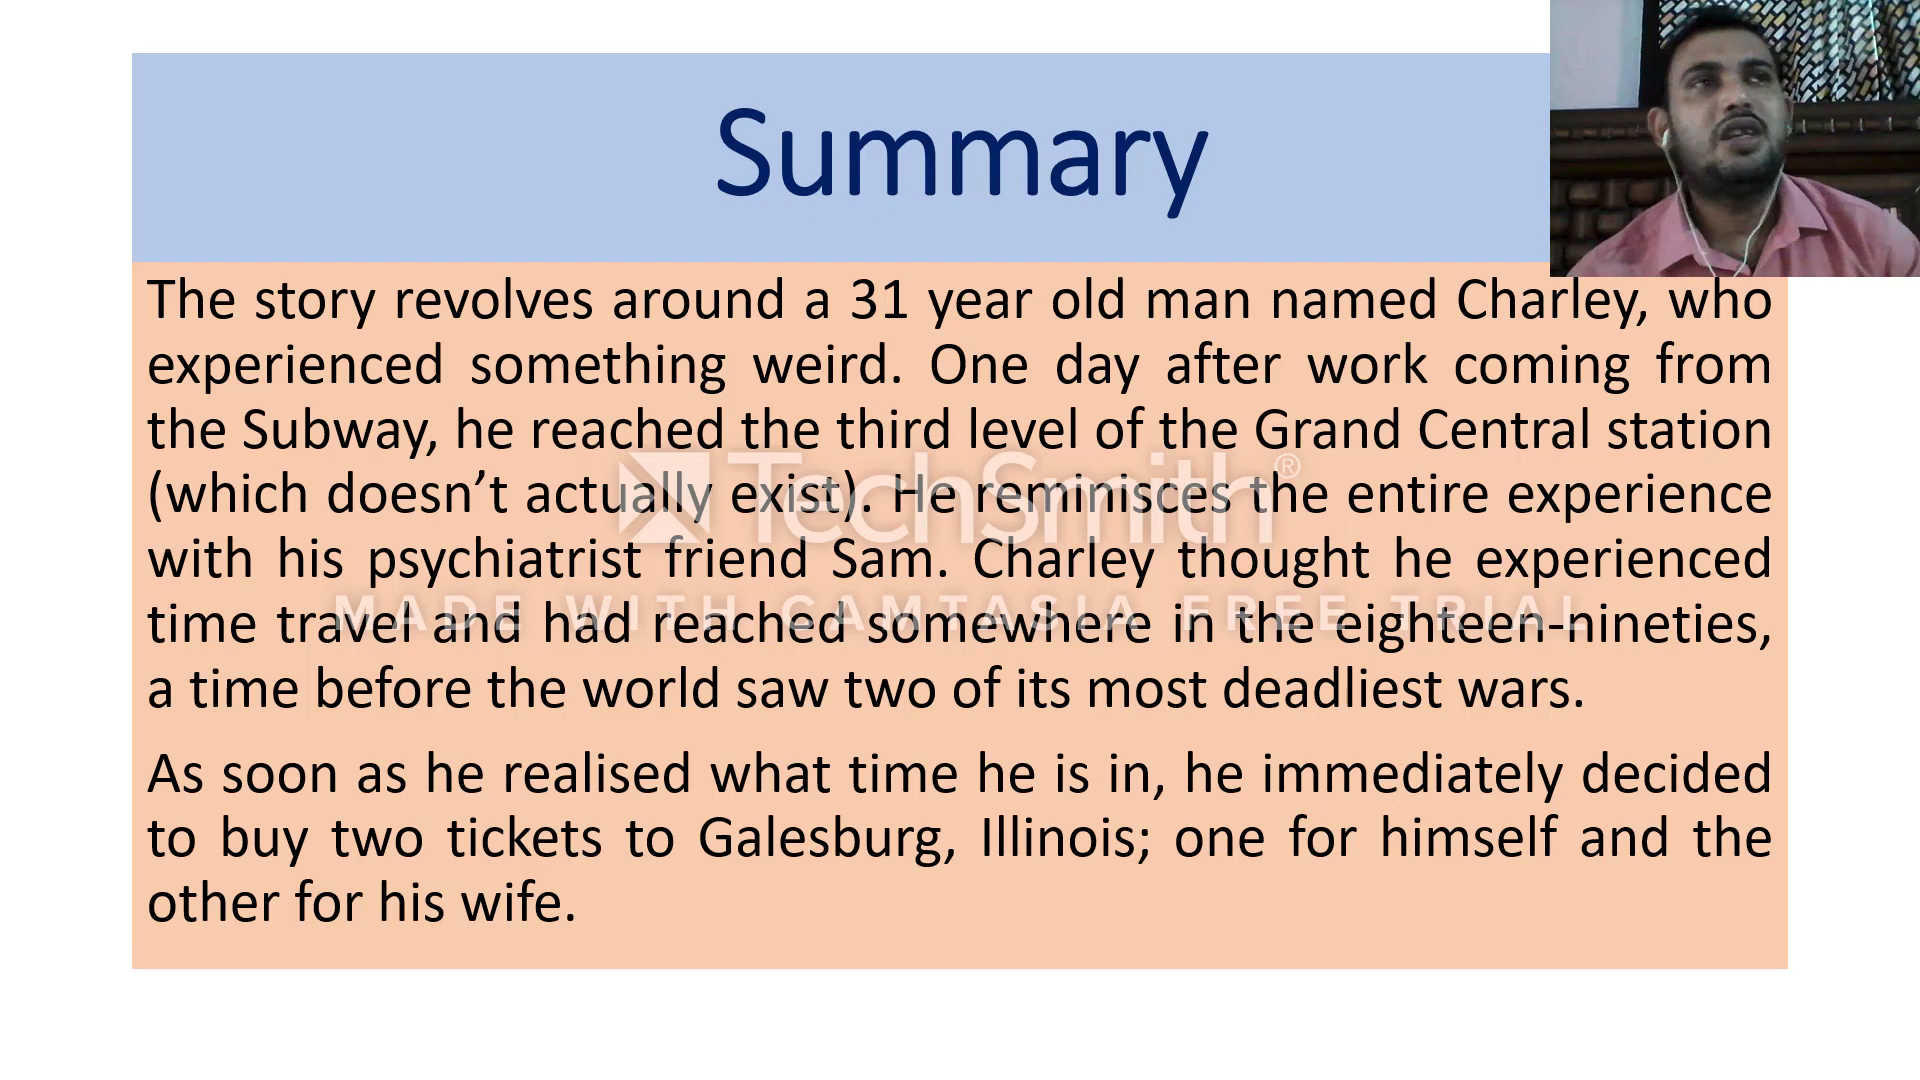 Summary
The story revolves around a 31 year old man named Charley, who
experienced something weird. One day after work coming from
the Subway, he reached the third level of the Grand Central station
(which doesn’t actually exist). He reminisces the entire experience
with his psychiatrist friend Sam. Charley thought he experienced
time travel and had reached somewhere in the eighteen-nineties,
a time before the world saw two of its most deadliest wars.
As soon as he realised what time he is in, he immediately decided
to buy two tickets to Galesburg, Illinois; one for himself and the
other for his wife.
TechSmith®
MADE WITH CAMTASIA FREE TRIAL